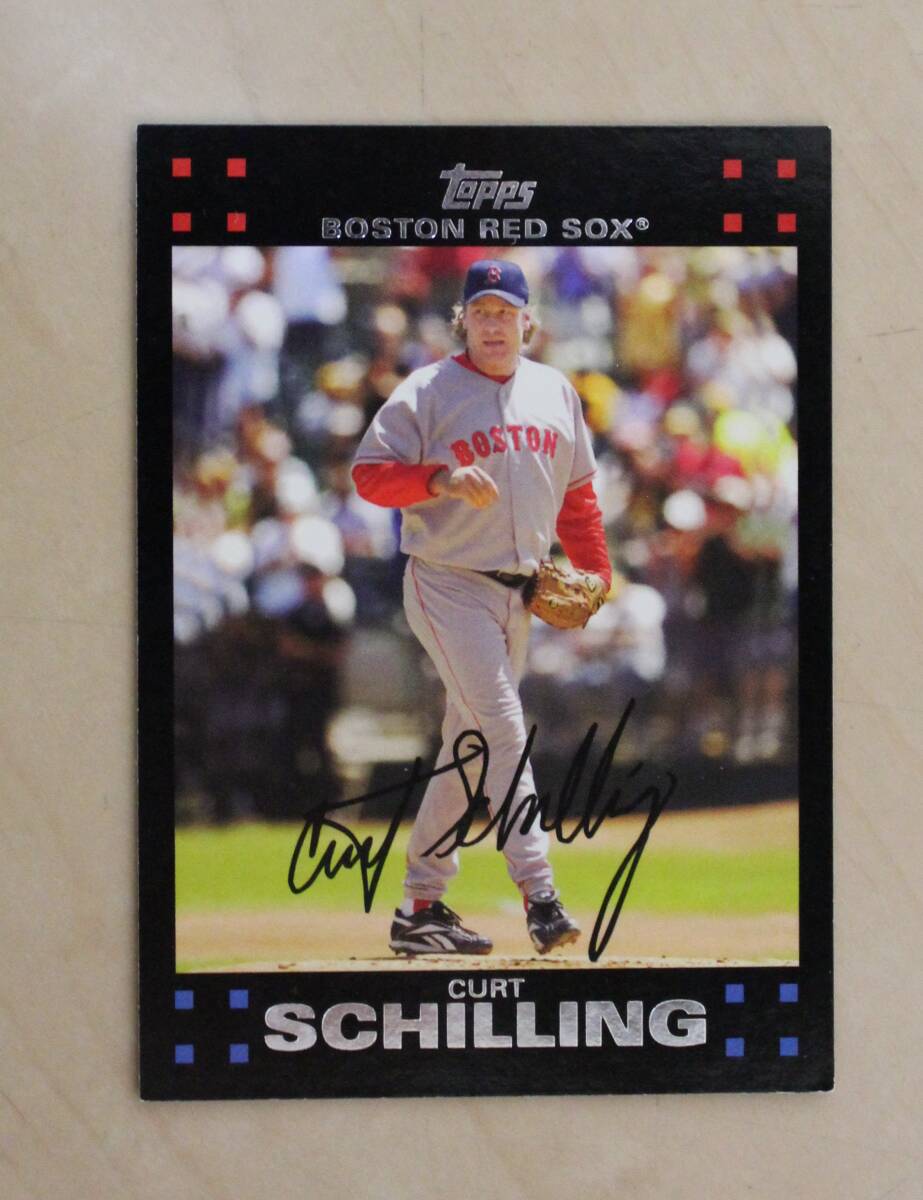 Topps
BOSTON RED SOX®
BOSTON
Curt Schilling
CURT
SCHILLING